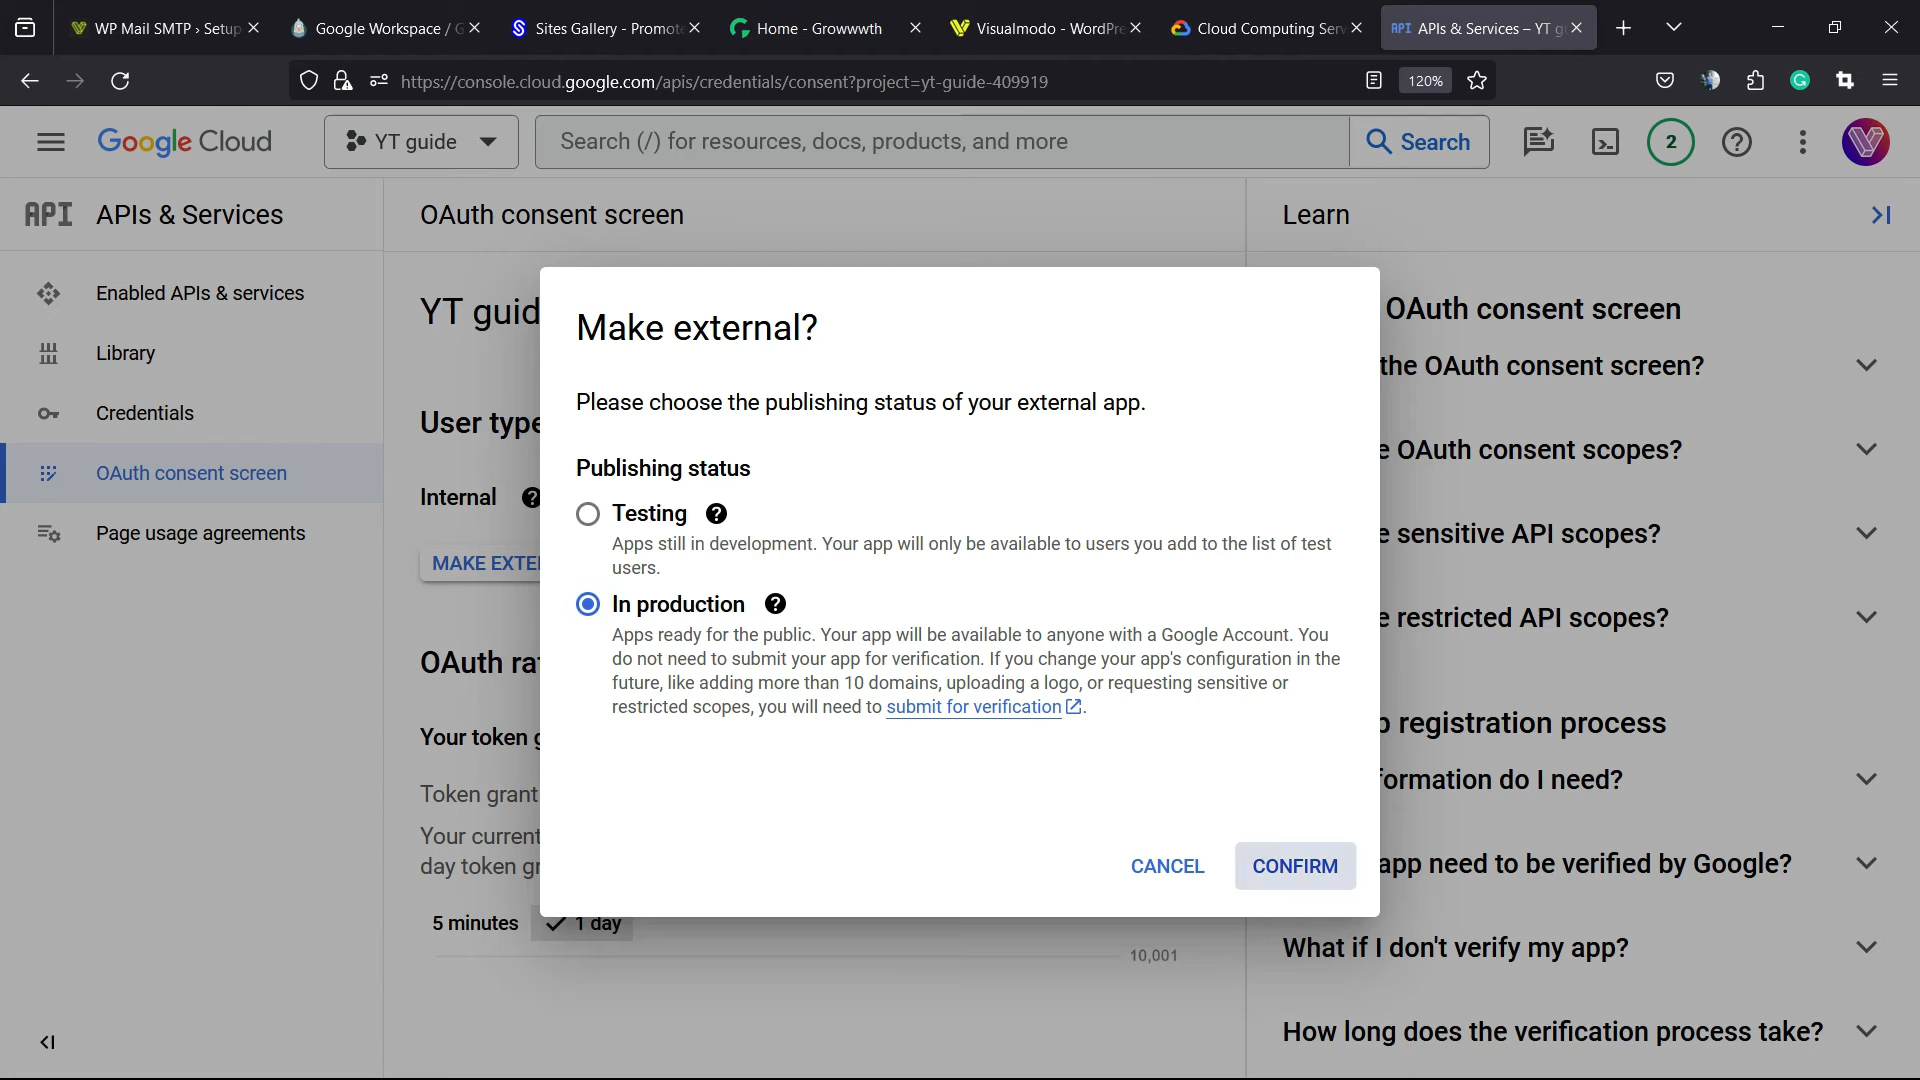 WP Mail SMTP › Setup
Google Workspace / G
Sites Gallery - Promote
Home - Growwwth
Visualmodo - WordPre
Cloud Computing Serv
API APIs & Services – YT g
https://console.cloud.google.com/apis/credentials/consent?project=yt-guide-409919
120%
Google Cloud
YT guide
Search (/) for resources, docs, products, and more
Search
2
API APIs & Services
OAuth consent screen
Learn
Enabled APIs & services
Library
Credentials
OAuth consent screen
Page usage agreements
YT guid
User type
Internal
MAKE EXTE
OAuth ra
Your token g
Token grant
Your current
day token gr
5 minutes
1 day
10,001
Make external?
Please choose the publishing status of your external app.
Publishing status
Testing
Apps still in development. Your app will only be available to users you add to the list of test
users.
In production
Apps ready for the public. Your app will be available to anyone with a Google Account. You
do not need to submit your app for verification. If you change your app's configuration in the
future, like adding more than 10 domains, uploading a logo, or requesting sensitive or
restricted scopes, you will need to submit for verification.
CANCEL
CONFIRM
OAuth consent screen
the OAuth consent screen?
e OAuth consent scopes?
e sensitive API scopes?
e restricted API scopes?
registration process
formation do I need?
app need to be verified by Google?
What if I don't verify my app?
How long does the verification process take?